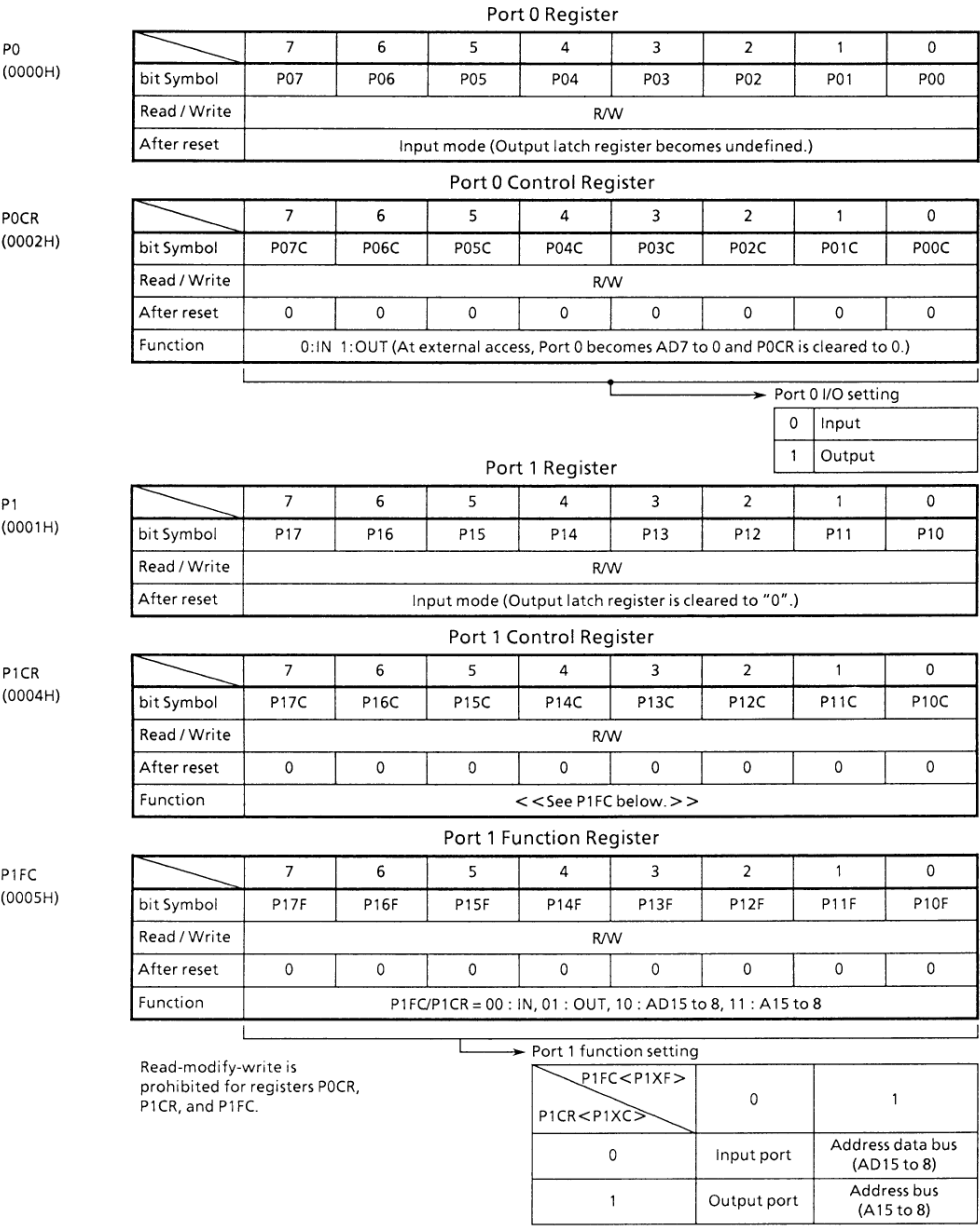 Port 0 Register
P0
(0000H)
7 6 5 4 3 2 1 0
bit Symbol P07 P06 P05 P04 P03 P02 P01 P00
Read / Write R/W
After reset Input mode (Output latch register becomes undefined.)
Port 0 Control Register
P0CR
(0002H)
7 6 5 4 3 2 1 0
bit Symbol P07C P06C P05C P04C P03C P02C P01C P00C
Read / Write R/W
After reset 0 0 0 0 0 0 0 0
Function 0:IN 1:OUT (At external access, Port 0 becomes AD7 to 0 and P0CR is cleared to 0.)
Port 0 I/O setting
0 Input
1 Output
Port 1 Register
P1
(0001H)
7 6 5 4 3 2 1 0
bit Symbol P17 P16 P15 P14 P13 P12 P11 P10
Read / Write R/W
After reset Input mode (Output latch register is cleared to "0".)
Port 1 Control Register
P1CR
(0004H)
7 6 5 4 3 2 1 0
bit Symbol P17C P16C P15C P14C P13C P12C P11C P10C
Read / Write R/W
After reset 0 0 0 0 0 0 0 0
Function < <See P1FC below.> >
Port 1 Function Register
P1FC
(0005H)
7 6 5 4 3 2 1 0
bit Symbol P17F P16F P15F P14F P13F P12F P11F P10F
Read / Write R/W
After reset 0 0 0 0 0 0 0 0
Function P1FC/P1CR = 00 : IN, 01 : OUT, 10 : AD15 to 8, 11 : A15 to 8
Port 1 function setting
Read-modify-write is
prohibited for registers P0CR,
P1CR, and P1FC.
P1FC<P1XF>
P1CR<P1XC>
0 1
0 Input port Address data bus
(AD15 to 8)
1 Output port Address bus
(A15 to 8)